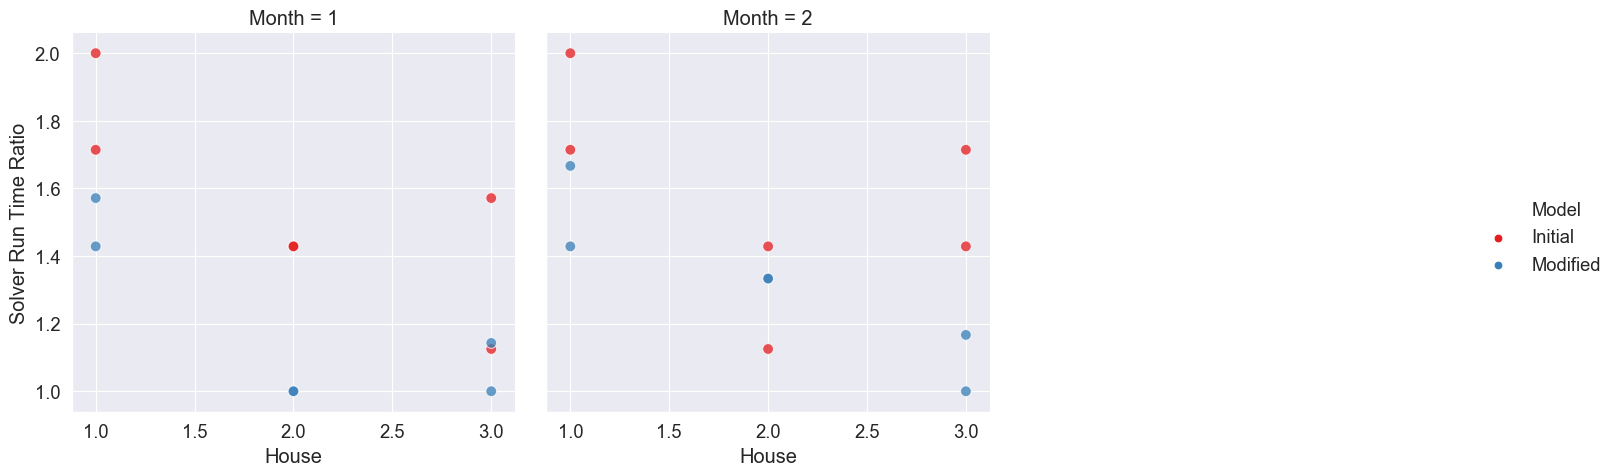 Month = 1
Month = 2
Solver Run Time Ratio
2.0
1.8
1.6
1.4
1.2
1.0
1.0 1.5 2.0 2.5 3.0
1.0 1.5 2.0 2.5 3.0
House
House
Model
Initial
Modified